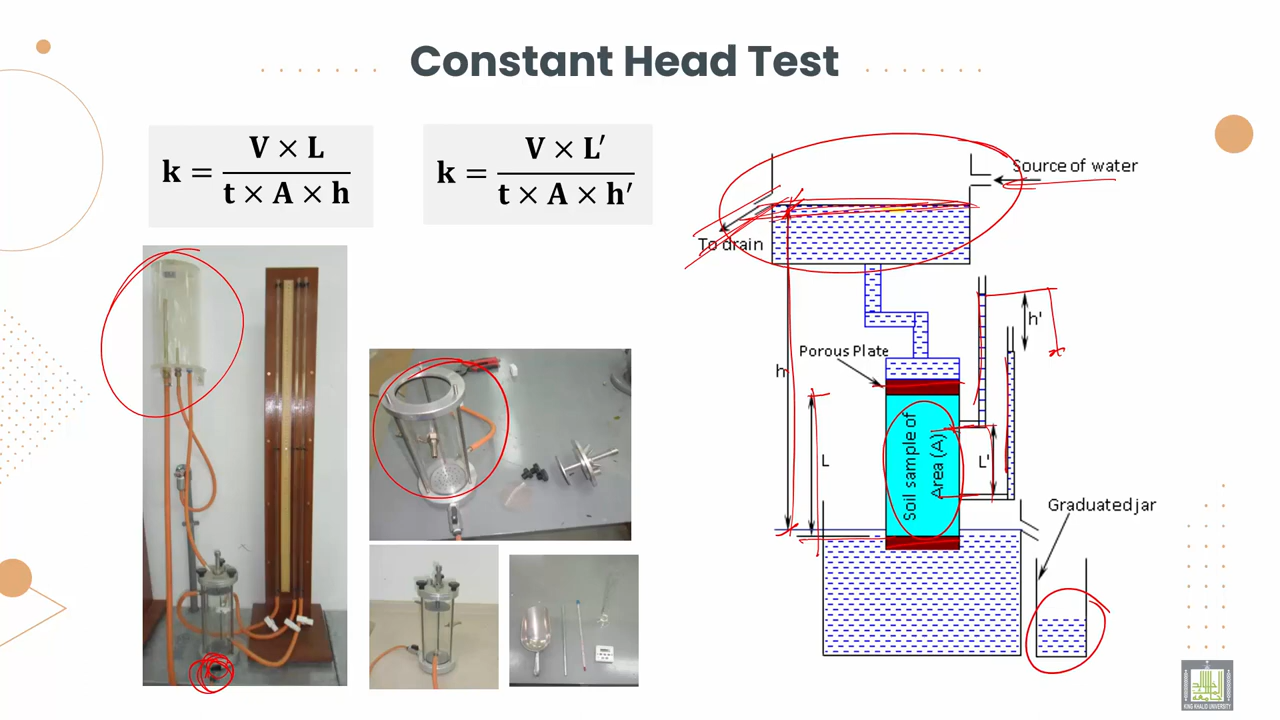 Constant Head Test
k = V × L / t × A × h
k = V × L′ / t × A × h′
Source of water
To drain
h'
Porous Plate
h
L
Soil sample of
Area (A)
L'
Graduated jar
KING KHALID UNIVERSITY